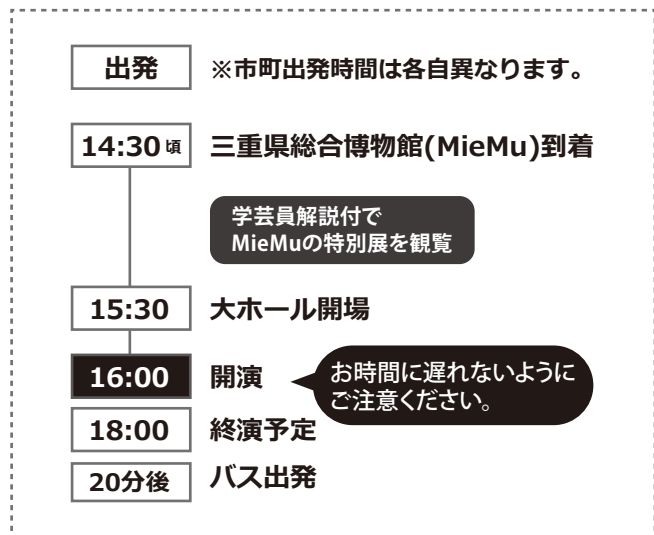 出発 ※市町出発時間は各自異なります。
14:30頃 三重県総合博物館(MieMu)到着
学芸員解説付で
MieMuの特別展を観覧
15:30 大ホール開場
16:00 開演
お時間に遅れないように
ご注意ください。
18:00 終演予定
20分後 バス出発